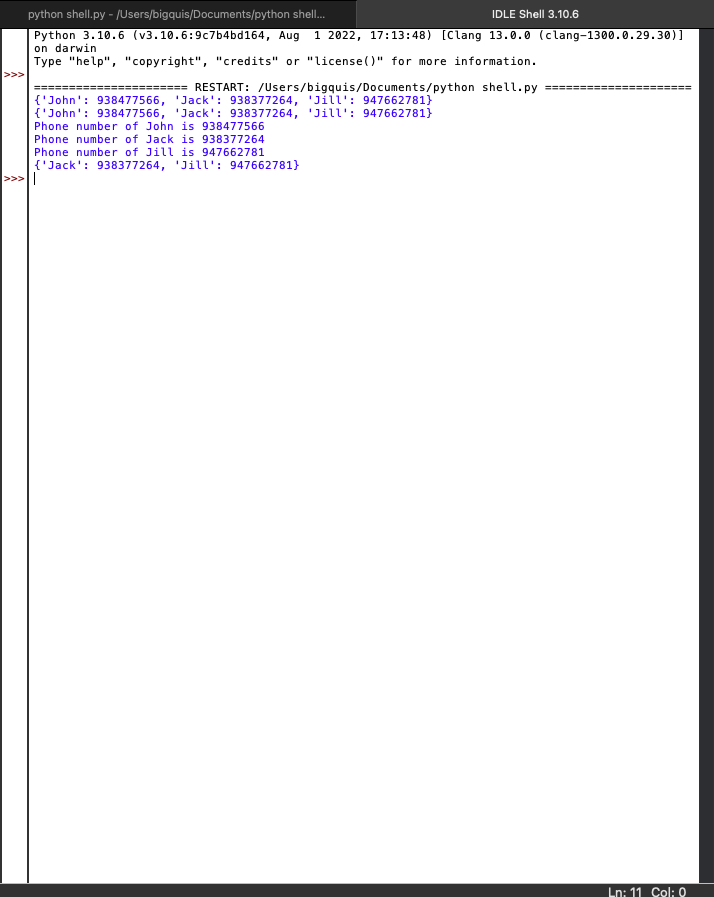 python shell.py - /Users/bigquis/Documents/python shell...
IDLE Shell 3.10.6
Python 3.10.6 (v3.10.6:9c7b4bd164, Aug  1 2022, 17:13:48) [Clang 13.0.0 (clang-1300.0.29.30)]
on darwin
Type "help", "copyright", "credits" or "license()" for more information.
>>>
====================== RESTART: /Users/bigquis/Documents/python shell.py =====================
{'John': 938477566, 'Jack': 938377264, 'Jill': 947662781}
{'John': 938477566, 'Jack': 938377264, 'Jill': 947662781}
Phone number of John is 938477566
Phone number of Jack is 938377264
Phone number of Jill is 947662781
{'Jack': 938377264, 'Jill': 947662781}
>>>
Ln: 11 Col: 0